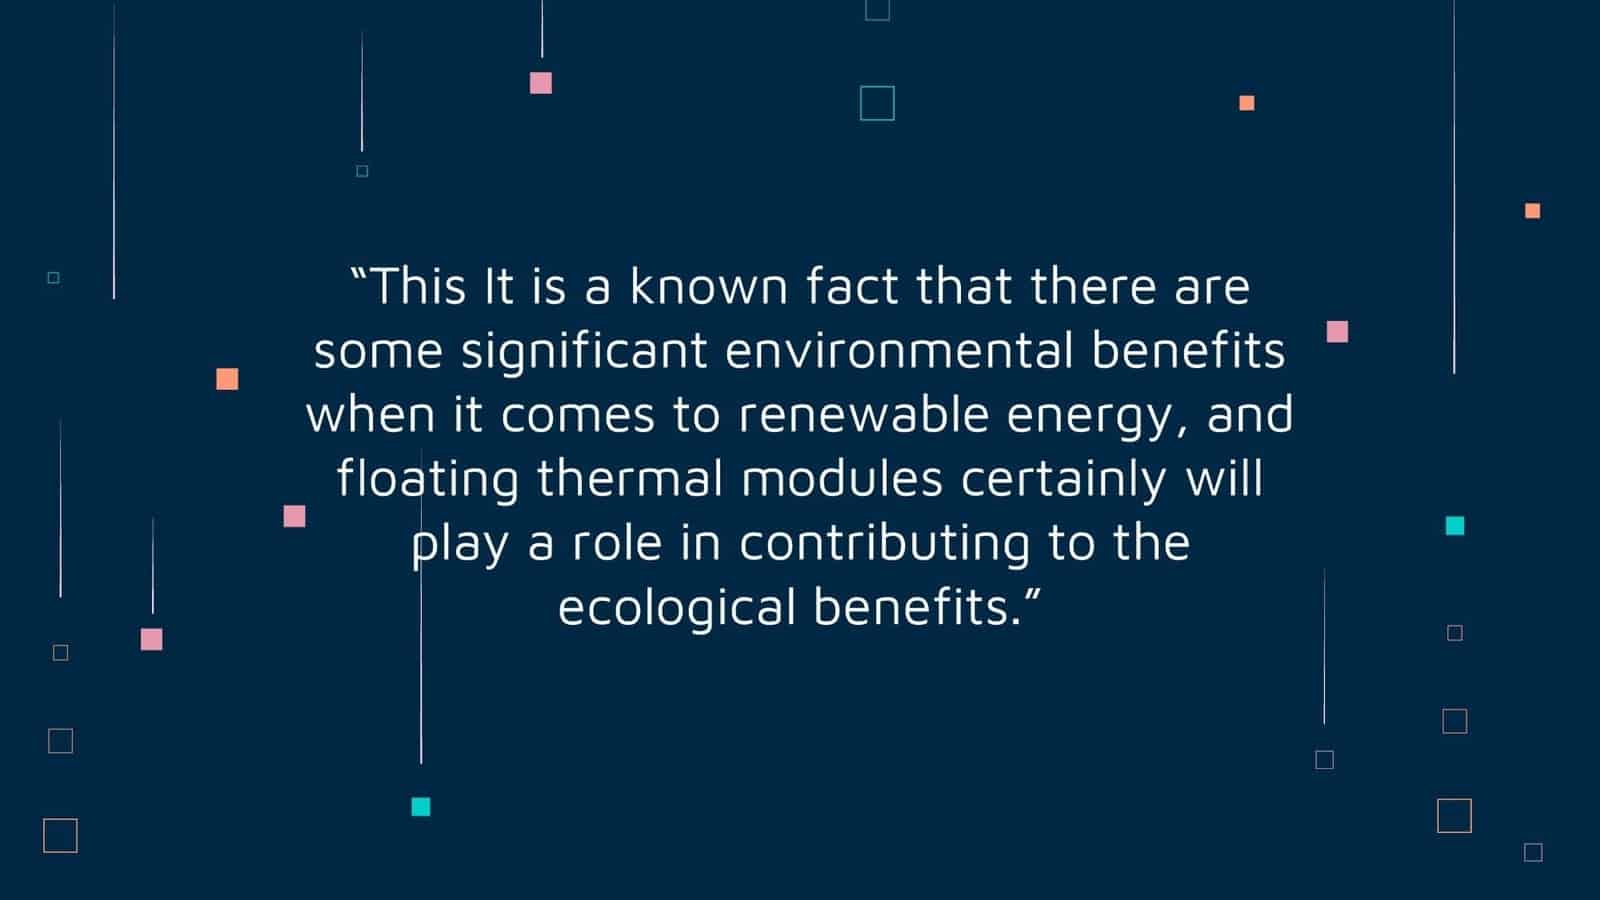 “This It is a known fact that there are
some significant environmental benefits
when it comes to renewable energy, and
floating thermal modules certainly will
play a role in contributing to the
ecological benefits.”